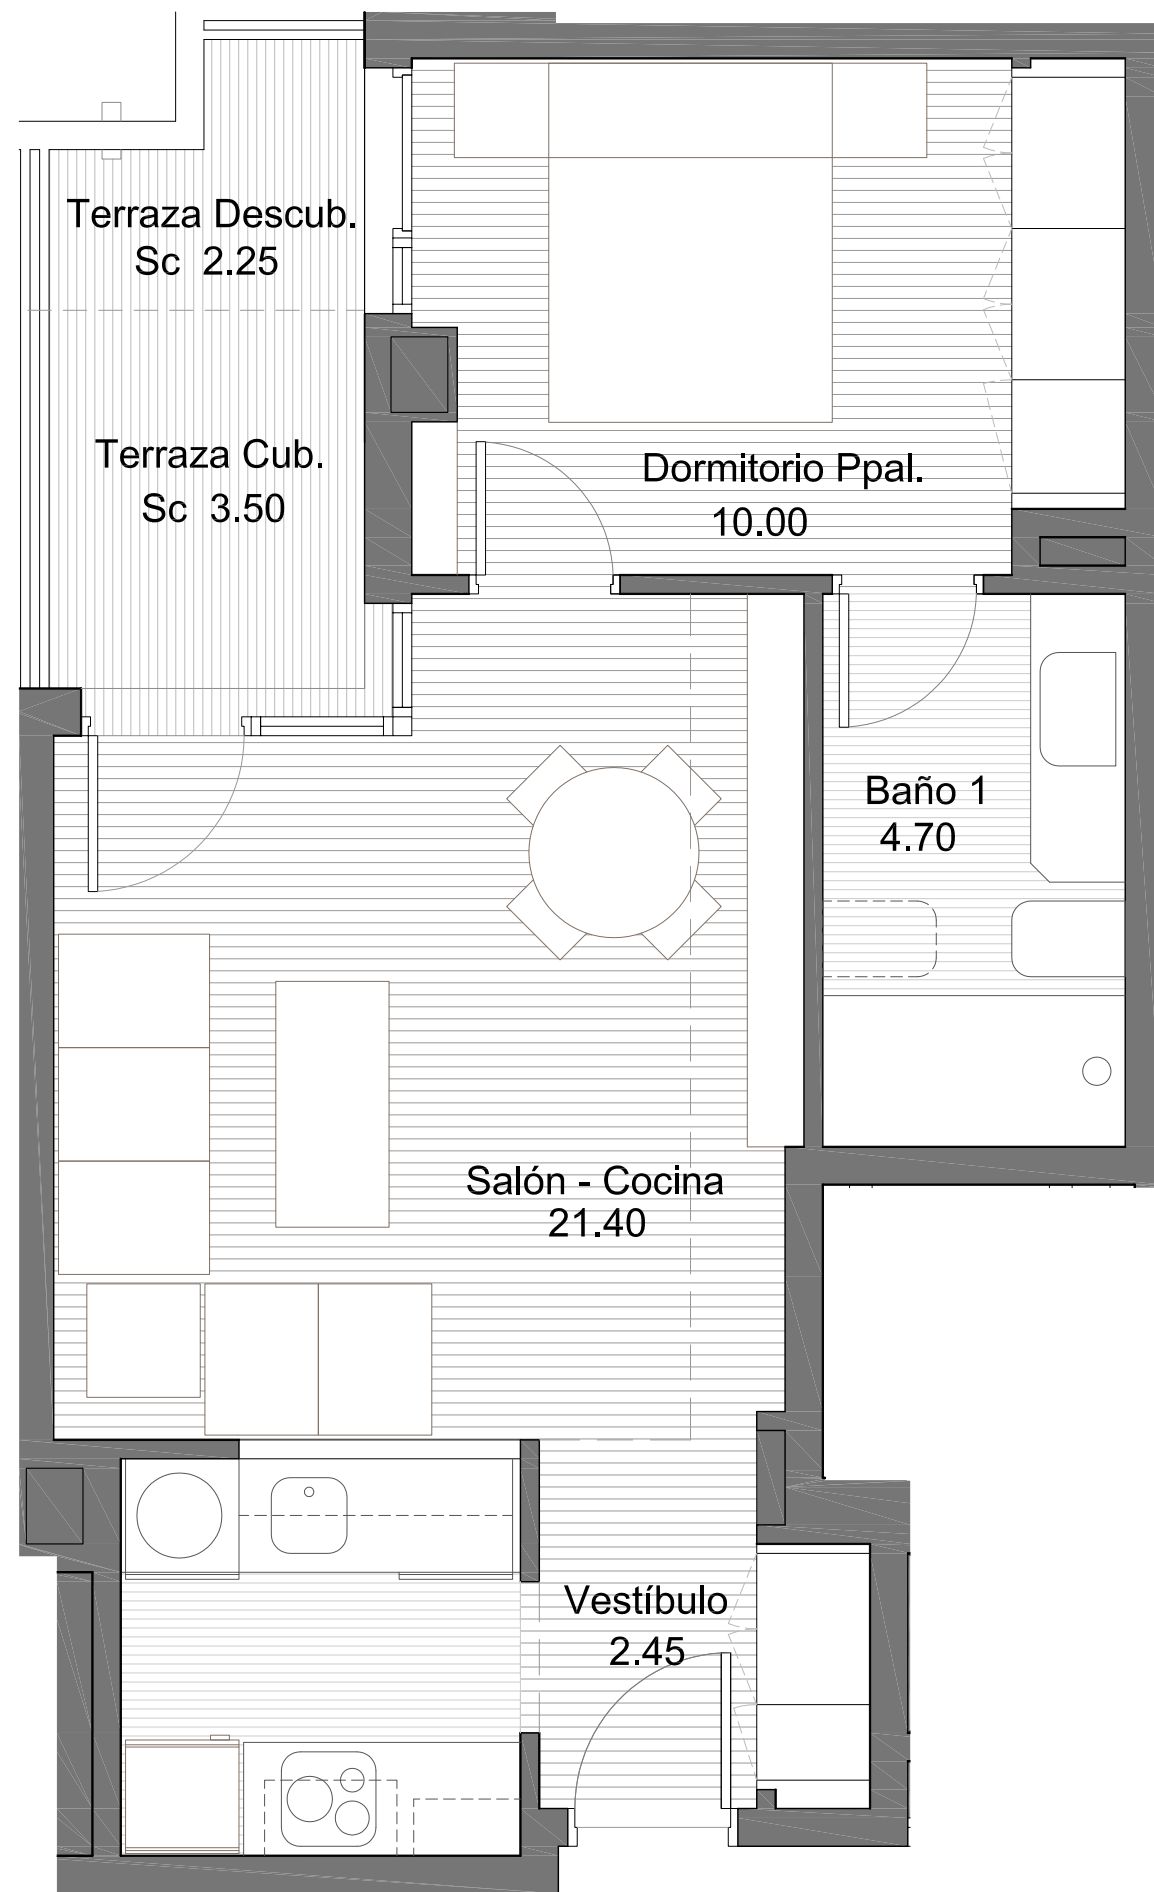 Terraza Descub.
Sc 2.25
Terraza Cub.
Sc 3.50
Dormitorio Ppal.
10.00
Baño 1
4.70
Salón - Cocina
21.40
Vestíbulo
2.45